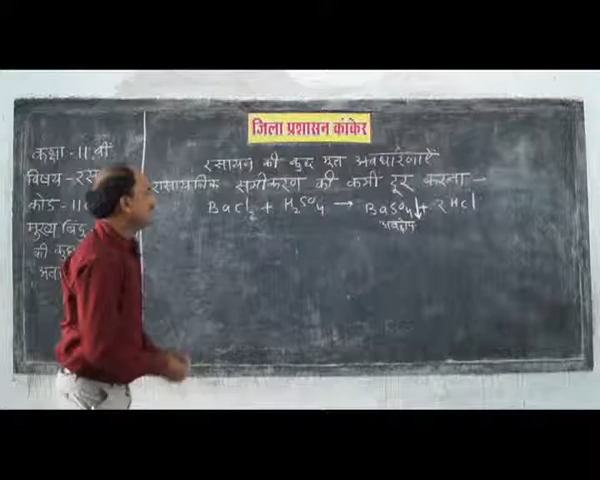 जिला प्रशासन कांकेर
कक्षा - 11 वीं
विषय - रस
कोड - 11
मुख्य बिंदु
की कुछ
रसायन की कुछ मूल अवधारणाएँ
रासायनिक समीकरण की कमी दूर करना -
BaCl₂ + H₂SO₄ → BaSO₄↓ + 2HCl
अवक्षेप